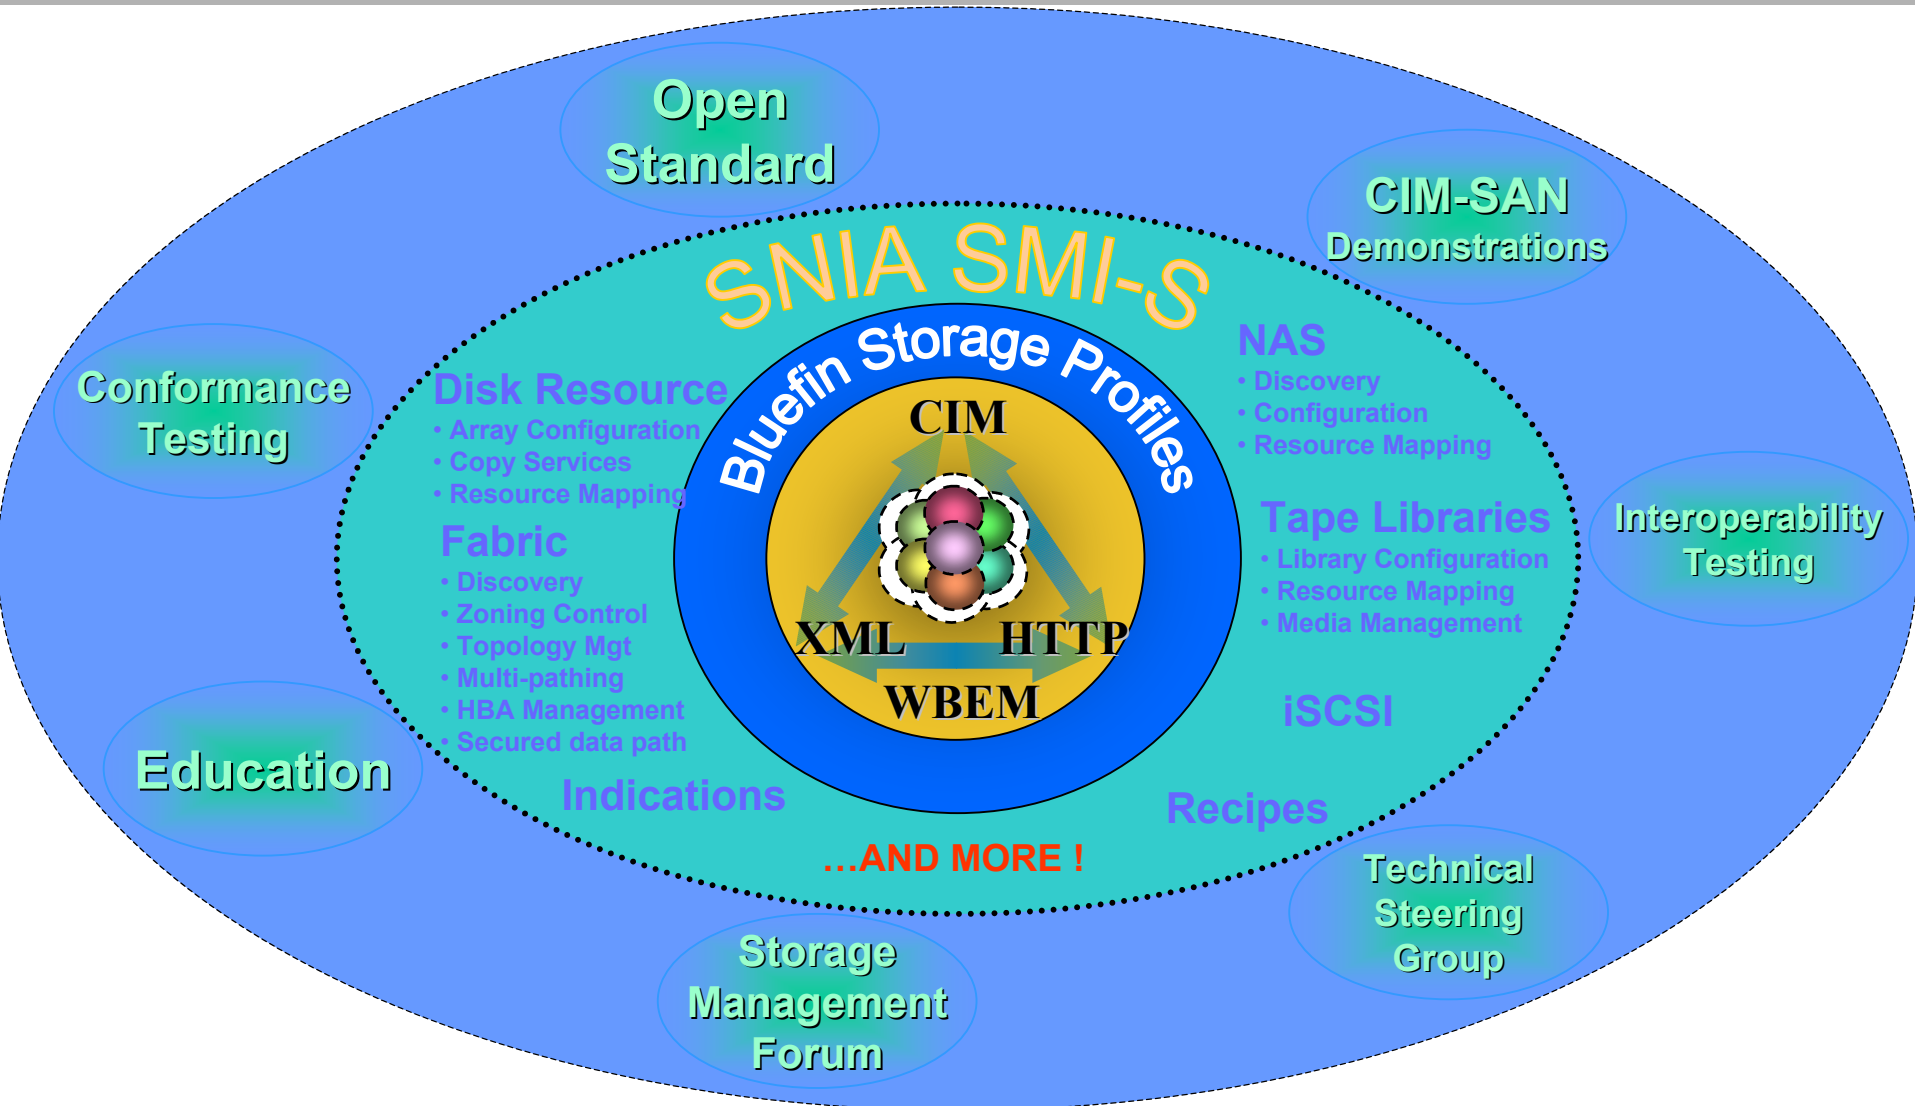 Open
Standard
CIM-SAN
Demonstrations
SNIA SMI-S
Bluefin Storage Profiles
Conformance
Testing
Disk Resource
• Array Configuration
• Copy Services
• Resource Mapping
Fabric
• Discovery
• Zoning Control
• Topology Mgt
• Multi-pathing
• HBA Management
• Secured data path
Indications
CIM
XML
HTTP
WBEM
NAS
• Discovery
• Configuration
• Resource Mapping
Tape Libraries
• Library Configuration
• Resource Mapping
• Media Management
iSCSI
Recipes
...AND MORE !
Interoperability
Testing
Education
Storage
Management
Forum
Technical
Steering
Group